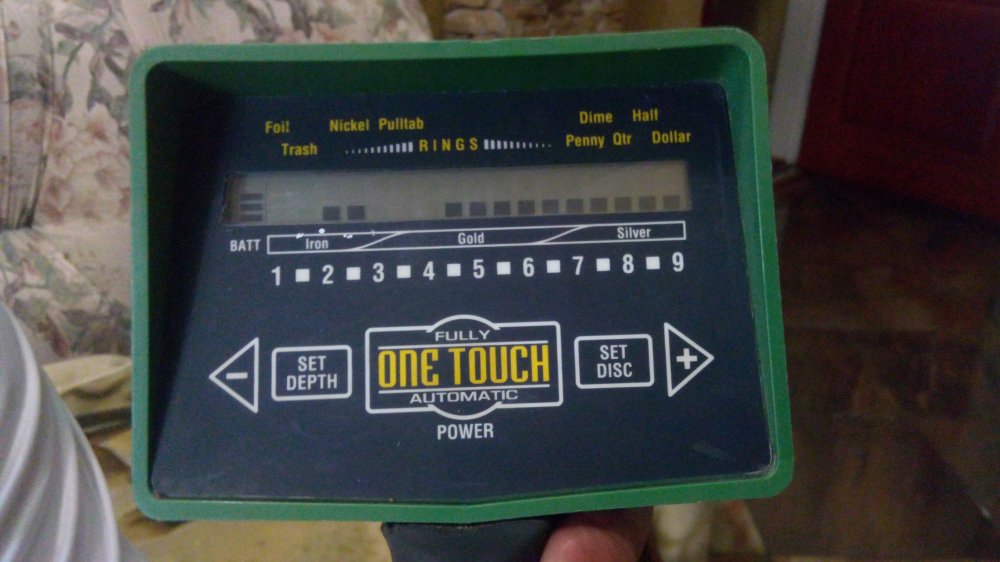 Foil Nickel Pulltab Dime Half
Trash RINGS Penny Qtr Dollar
BATT Iron Gold Silver
1 2 3 4 5 6 7 8 9
FULLY
SET DEPTH ONE TOUCH SET DISC
- +
AUTOMATIC
POWER